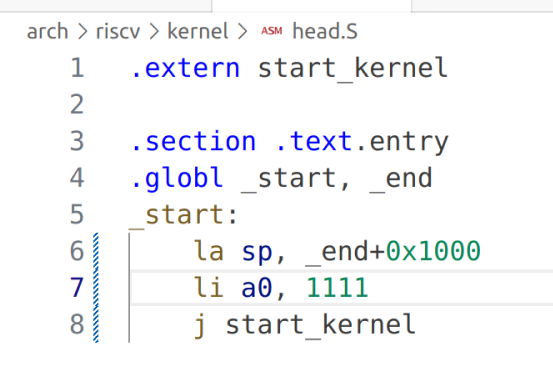 arch > riscv > kernel > ASM head.S
1 .extern start_kernel
2
3 .section .text.entry
4 .globl _start, _end
5 _start:
6     la sp, _end+0x1000
7     li a0, 1111
8     j start_kernel